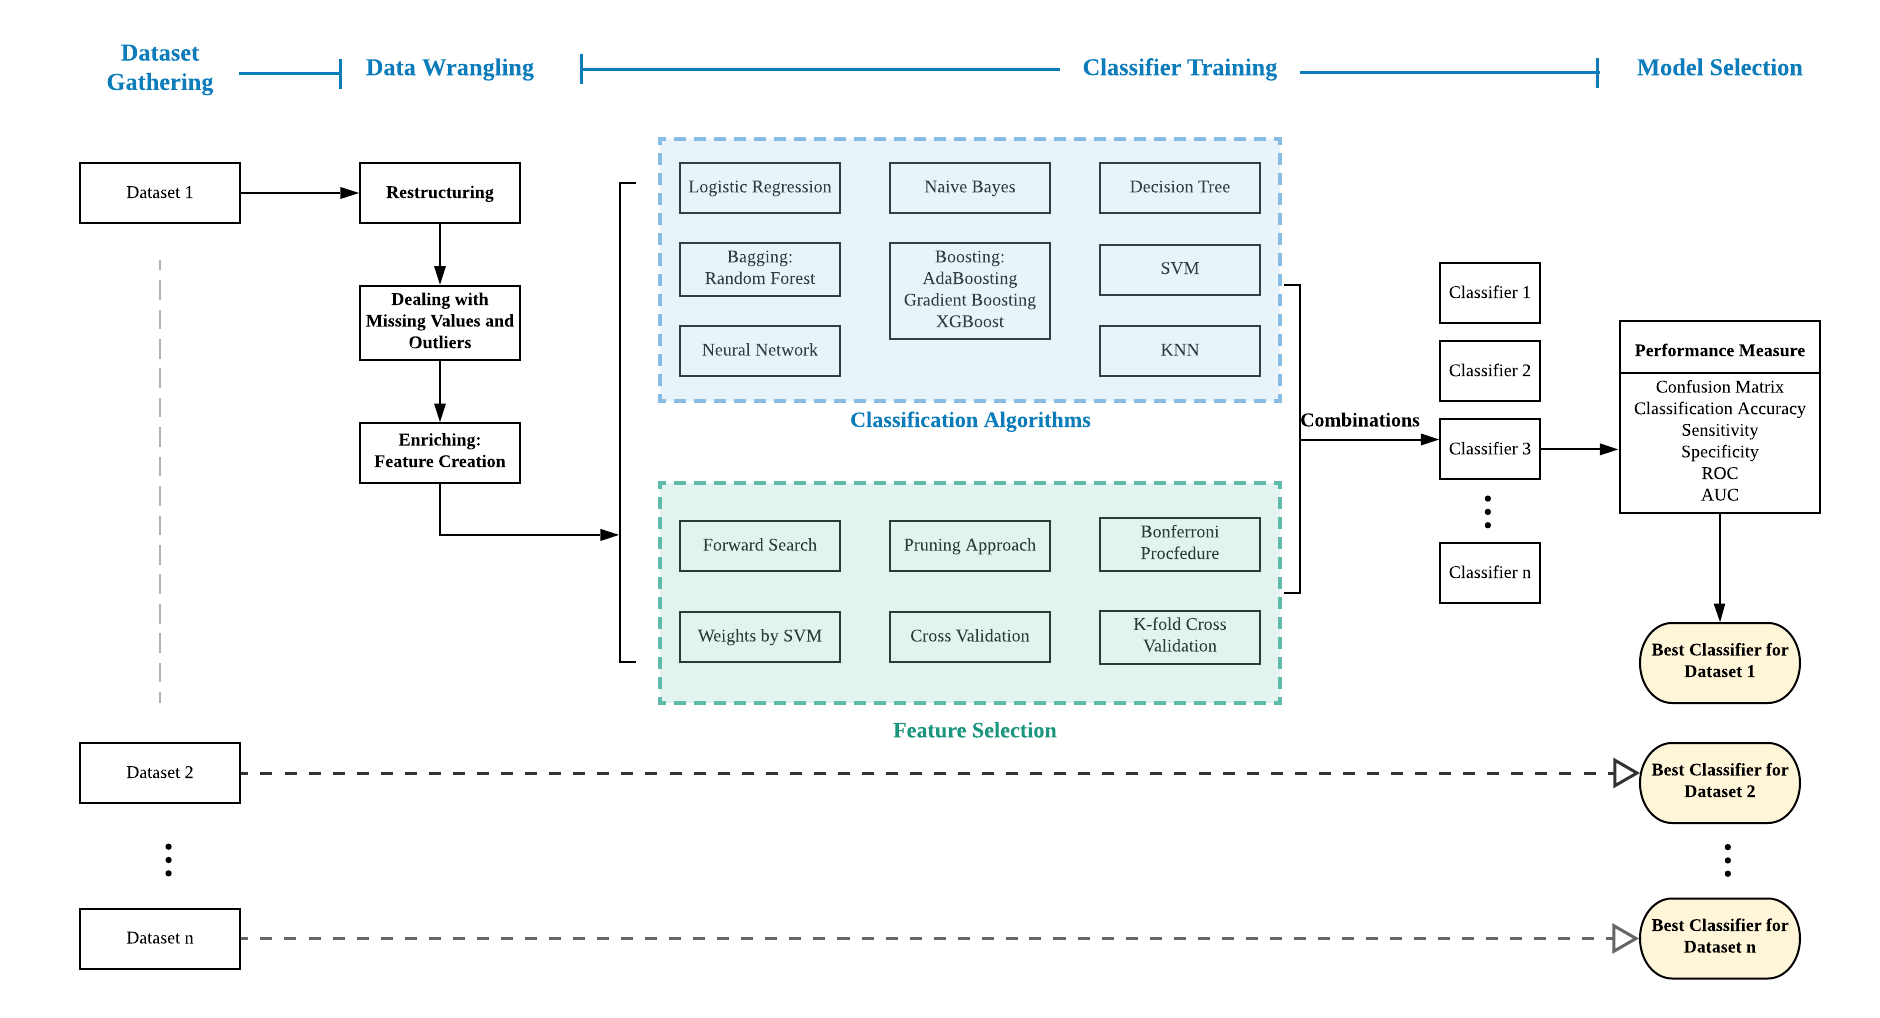 Dataset
Gathering
Data Wrangling
Classifier Training
Model Selection
Dataset 1
Restructuring
Dealing with
Missing Values and
Outliers
Enriching:
Feature Creation
Logistic Regression
Naive Bayes
Decision Tree
Bagging:
Random Forest
Boosting:
AdaBoosting
Gradient Boosting
XGBoost
SVM
Neural Network
KNN
Classification Algorithms
Forward Search
Pruning Approach
Bonferroni
Procfedure
Weights by SVM
Cross Validation
K-fold Cross
Validation
Feature Selection
Combinations
Classifier 1
Classifier 2
Classifier 3
Classifier n
Performance Measure
Confusion Matrix
Classification Accuracy
Sensitivity
Specificity
ROC
AUC
Best Classifier for
Dataset 1
Dataset 2
Best Classifier for
Dataset 2
Dataset n
Best Classifier for
Dataset n